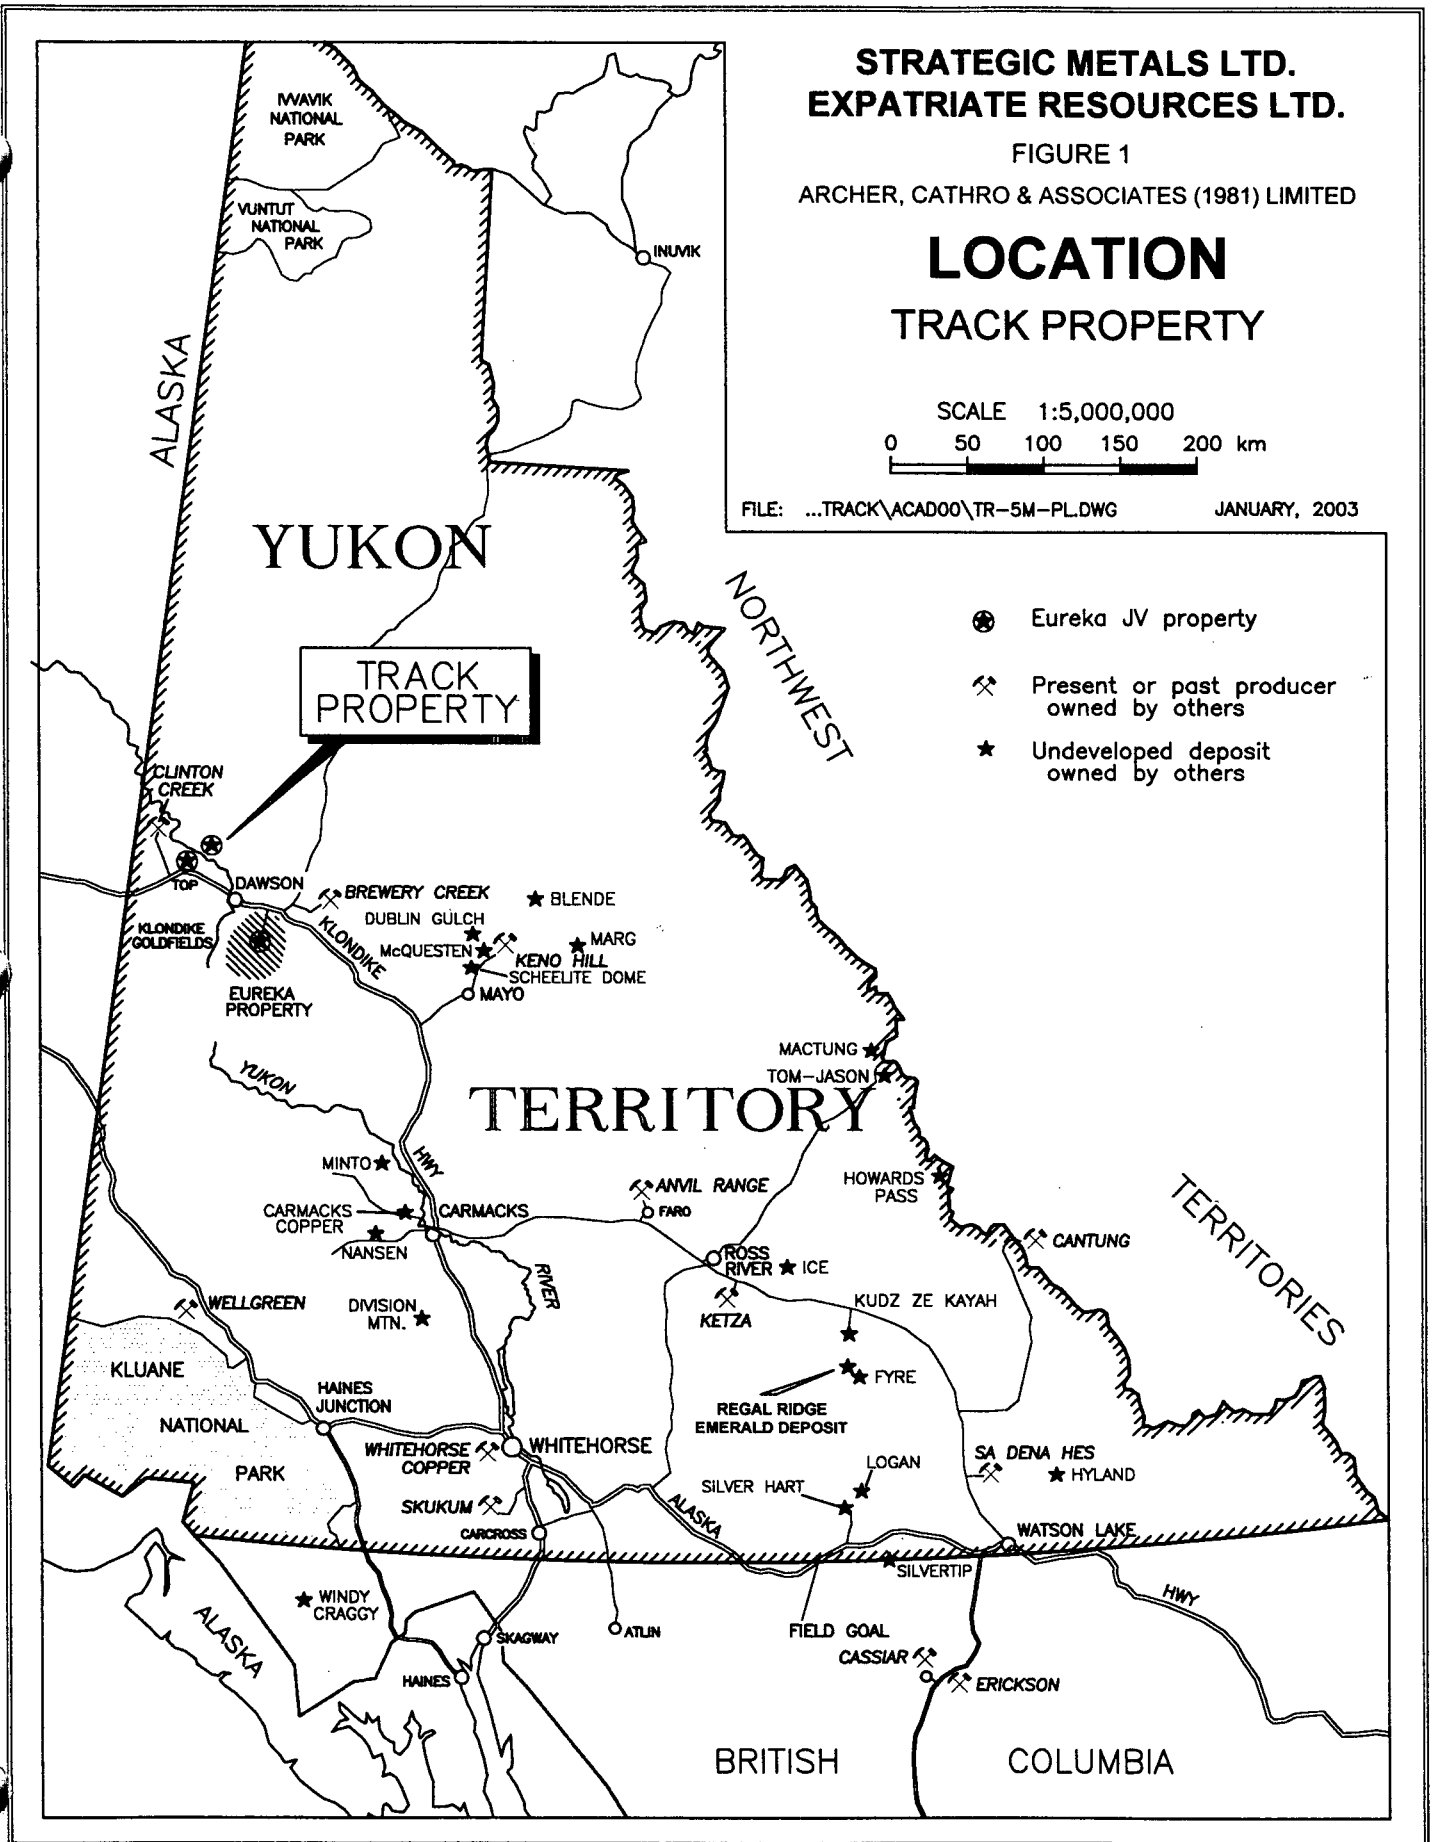 STRATEGIC METALS LTD.
EXPATRIATE RESOURCES LTD.
FIGURE 1
ARCHER, CATHRO & ASSOCIATES (1981) LIMITED
LOCATION
TRACK PROPERTY
SCALE 1:5,000,000
0 50 100 150 200 km
FILE: ...TRACK\ACAD00\TR-5M-PL.DWG JANUARY, 2003
Eureka JV property
Present or past producer
owned by others
Undeveloped deposit
owned by others
IVVAVIK
NATIONAL
PARK
VUNTUT
NATIONAL
PARK
INUVIK
ALASKA
YUKON
NORTHWEST
TRACK
PROPERTY
CLINTON
CREEK
TOP
DAWSON
BREWERY CREEK
BLENDE
DUBLIN GULCH
KLONDIKE
GOLDFIELDS
KLONDIKE
McQUESTEN
MARG
KENO HILL
SCHEELITE DOME
EUREKA
PROPERTY
MAYO
MACTUNG
TOM-JASON
YUKON
TERRITORY
MINTO
HWY
HOWARDS
PASS
ANVIL RANGE
FARO
CARMACKS
COPPER
CARMACKS
NANSEN
TERRITORIES
CANTUNG
ROSS
RIVER
ICE
RIVER
WELLGREEN
DIVISION
MTN.
KETZA
KUDZ ZE KAYAH
KLUANE
NATIONAL
PARK
HAINES
JUNCTION
FYRE
REGAL RIDGE
EMERALD DEPOSIT
WHITEHORSE
COPPER
WHITEHORSE
SA DENA HES
HYLAND
LOGAN
SILVER HART
SKUKUM
CARCROSS
ALASKA
WATSON LAKE
SILVERTIP
HWY
WINDY
CRAGGY
ALASKA
SKAGWAY
ATLIN
FIELD GOAL
CASSIAR
HAINES
ERICKSON
BRITISH COLUMBIA